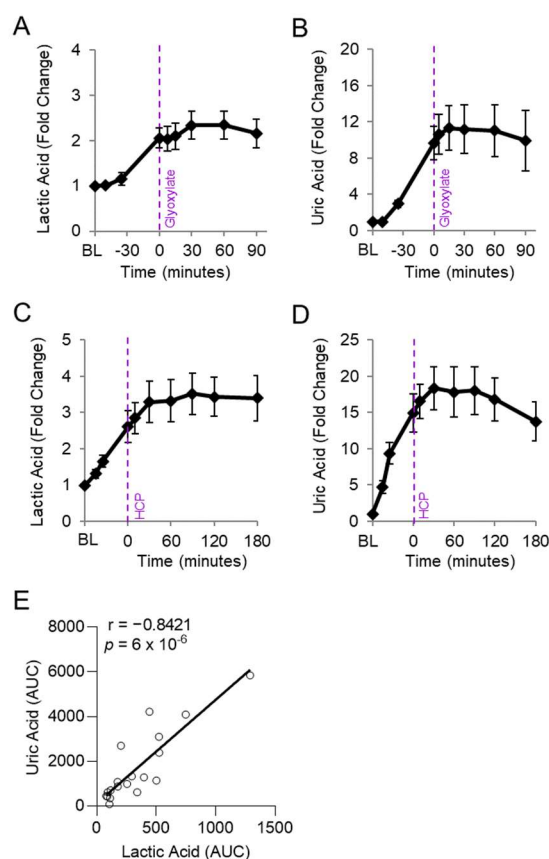 A
Lactic Acid (Fold Change)
4
3
2
1
0
BL -30 0 30 60 90
Time (minutes)
Glyoxylate
B
Uric Acid (Fold Change)
20
16
12
8
4
0
BL -30 0 30 60 90
Time (minutes)
Glyoxylate
C
Lactic Acid (Fold Change)
5
4
3
2
1
0
BL 0 60 120 180
Time (minutes)
HCP
D
Uric Acid (Fold Change)
25
20
15
10
5
0
BL 0 60 120 180
Time (minutes)
HCP
E
r = −0.8421
p = 6 x 10-6
Uric Acid (AUC)
8000
6000
4000
2000
0
0 500 1000 1500
Lactic Acid (AUC)